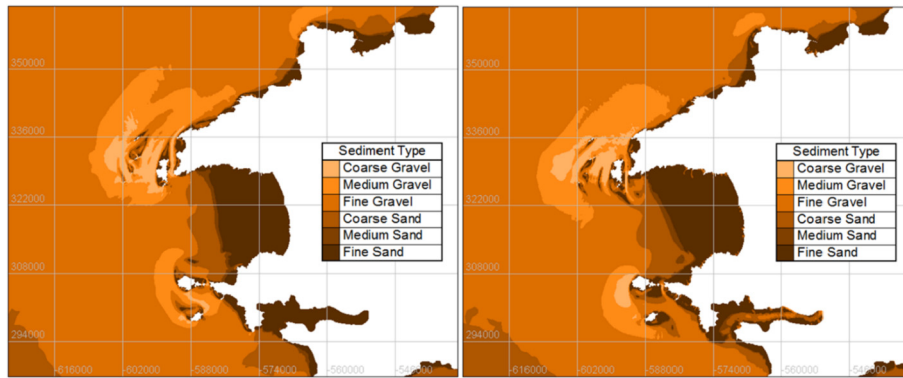 350000
336000
322000
308000
294000
-616000
-602000
-588000
-574000
-560000
-546000
Sediment Type
Coarse Gravel
Medium Gravel
Fine Gravel
Coarse Sand
Medium Sand
Fine Sand
350000
336000
322000
308000
294000
-616000
-602000
-588000
-574000
-560000
-546000
Sediment Type
Coarse Gravel
Medium Gravel
Fine Gravel
Coarse Sand
Medium Sand
Fine Sand